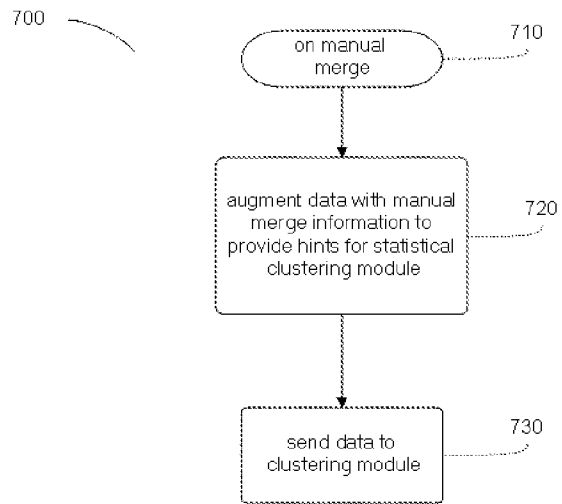 700
on manual
merge
710
augment data with manual
merge information to
provide hints for statistical
clustering module
720
send data to
clustering module
730